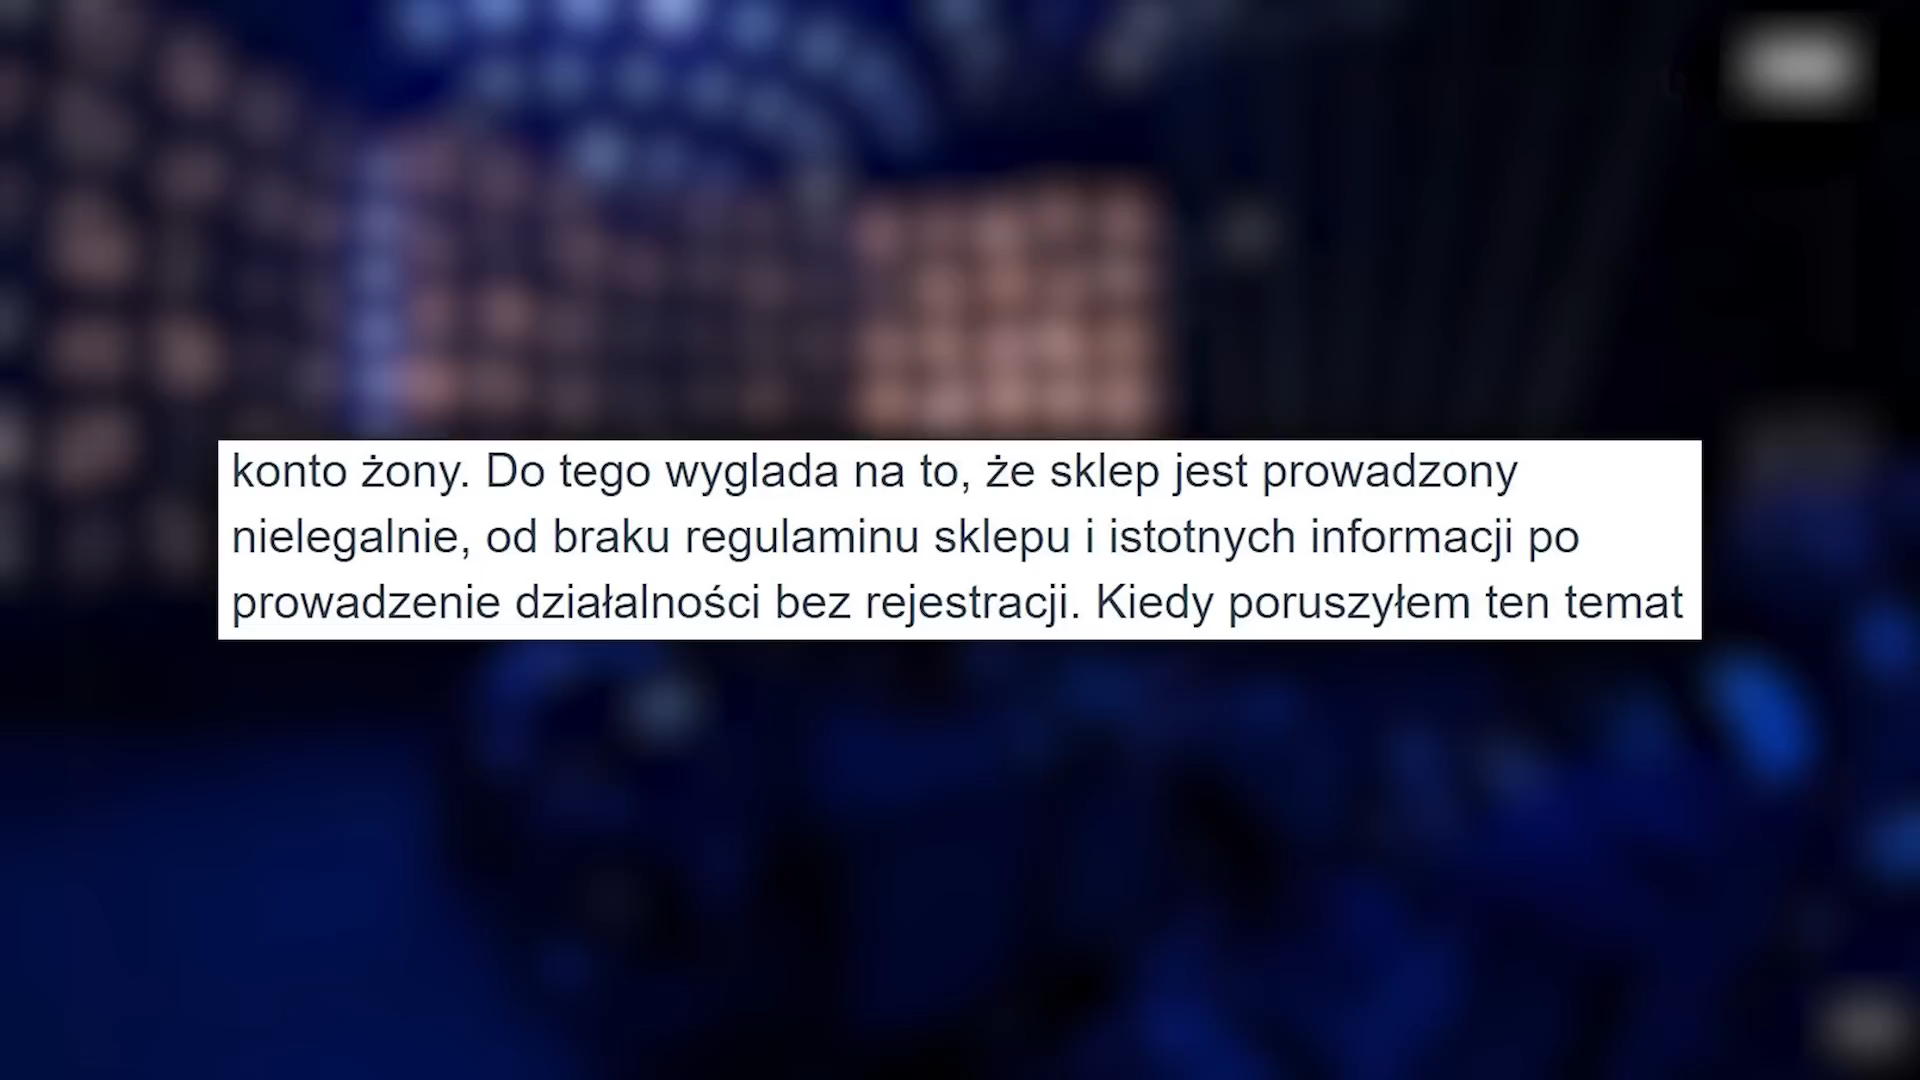 konto żony. Do tego wyglada na to, że sklep jest prowadzony
nielegalnie, od braku regulaminu sklepu i istotnych informacji po
prowadzenie działalności bez rejestracji. Kiedy poruszyłem ten temat